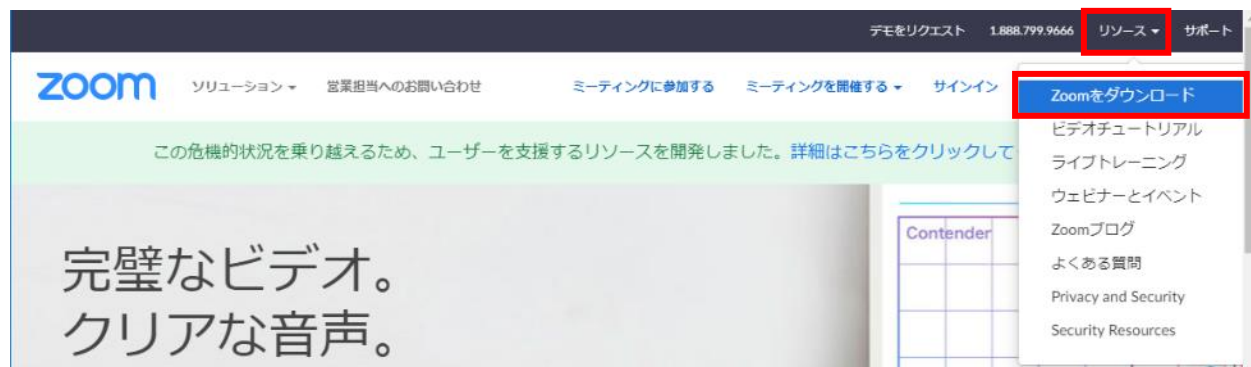 デモをリクエスト 1.888.799.9666 リソース サポート
zoom ソリューション 営業担当へのお問い合わせ ミーティングに参加する ミーティングを開催する サインイン
Zoomをダウンロード
ビデオチュートリアル
ライブトレーニング
ウェビナーとイベント
Zoomブログ
よくある質問
Privacy and Security
Security Resources
この危機的状況を乗り越えるため、ユーザーを支援するリソースを開発しました。詳細はこちらをクリックして
完璧なビデオ。
クリアな音声。
Contender